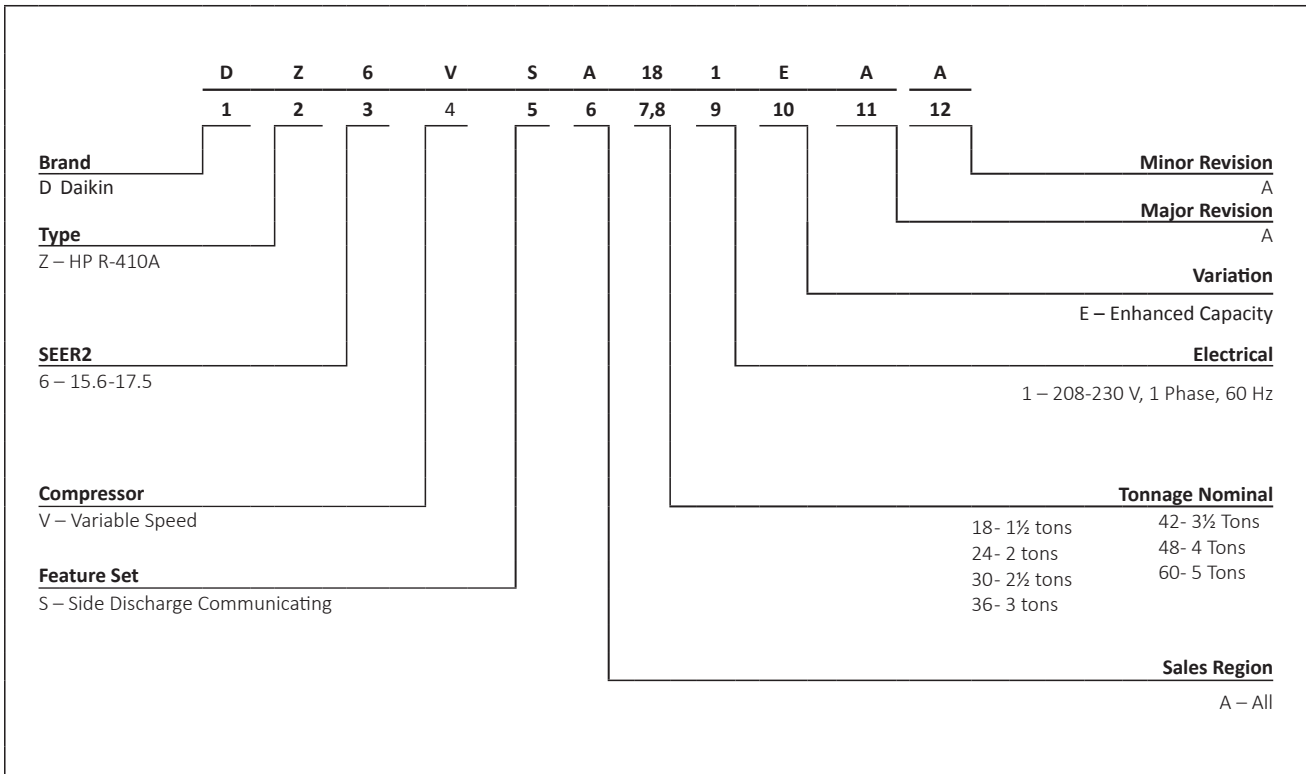 D Z 6 V S A 18 1 E A A
1 2 3 4 5 6 7,8 9 10 11 12
Brand
D Daikin
Type
Z – HP R-410A
SEER2
6 – 15.6-17.5
Compressor
V – Variable Speed
Feature Set
S – Side Discharge Communicating
Minor Revision
A
Major Revision
A
Variation
E – Enhanced Capacity
Electrical
1 – 208-230 V, 1 Phase, 60 Hz
Tonnage Nominal
18- 1½ tons
24- 2 tons
30- 2½ tons
36- 3 tons
42- 3½ Tons
48- 4 Tons
60- 5 Tons
Sales Region
A – All